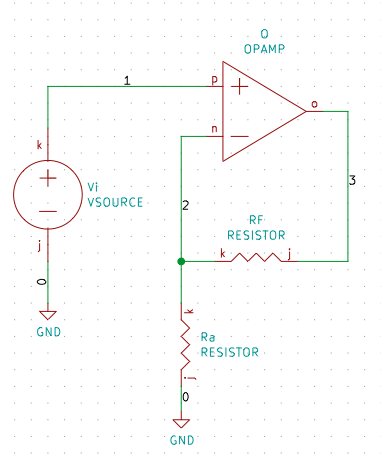 O
OPAMP
1
p
+
o
n
−
k
+
Vi
VSOURCE
−
j
2
3
RF
RESISTOR
k
j
0
GND
k
Ra
RESISTOR
j
0
GND